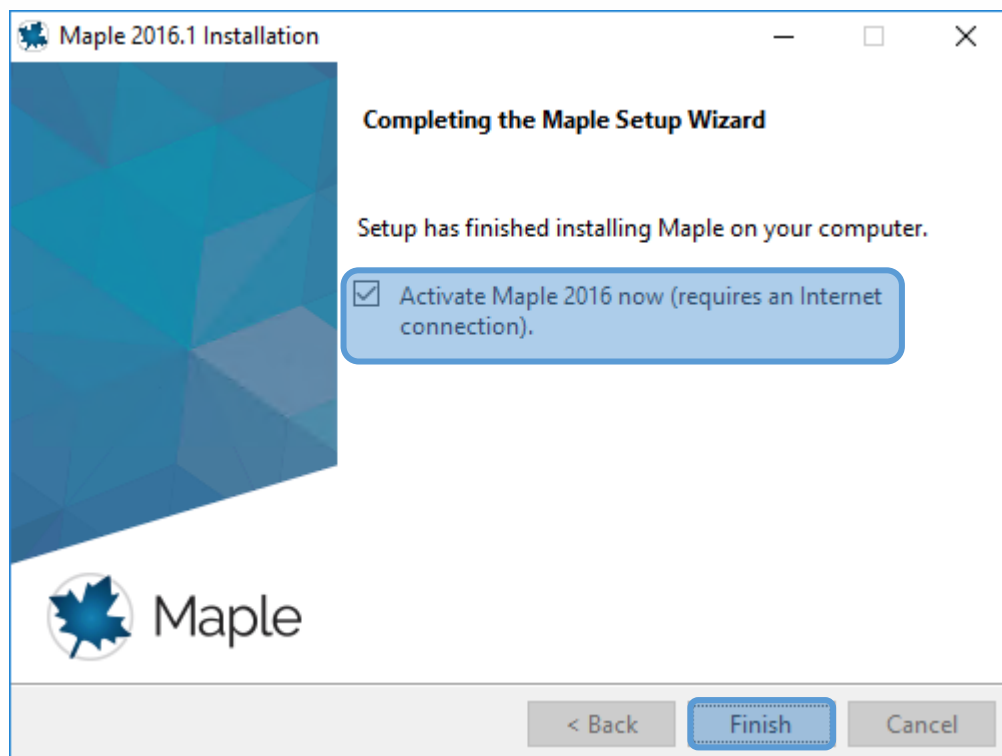 Maple 2016.1 Installation
Completing the Maple Setup Wizard
Setup has finished installing Maple on your computer.
Activate Maple 2016 now (requires an Internet
connection).
Maple
< Back
Finish
Cancel